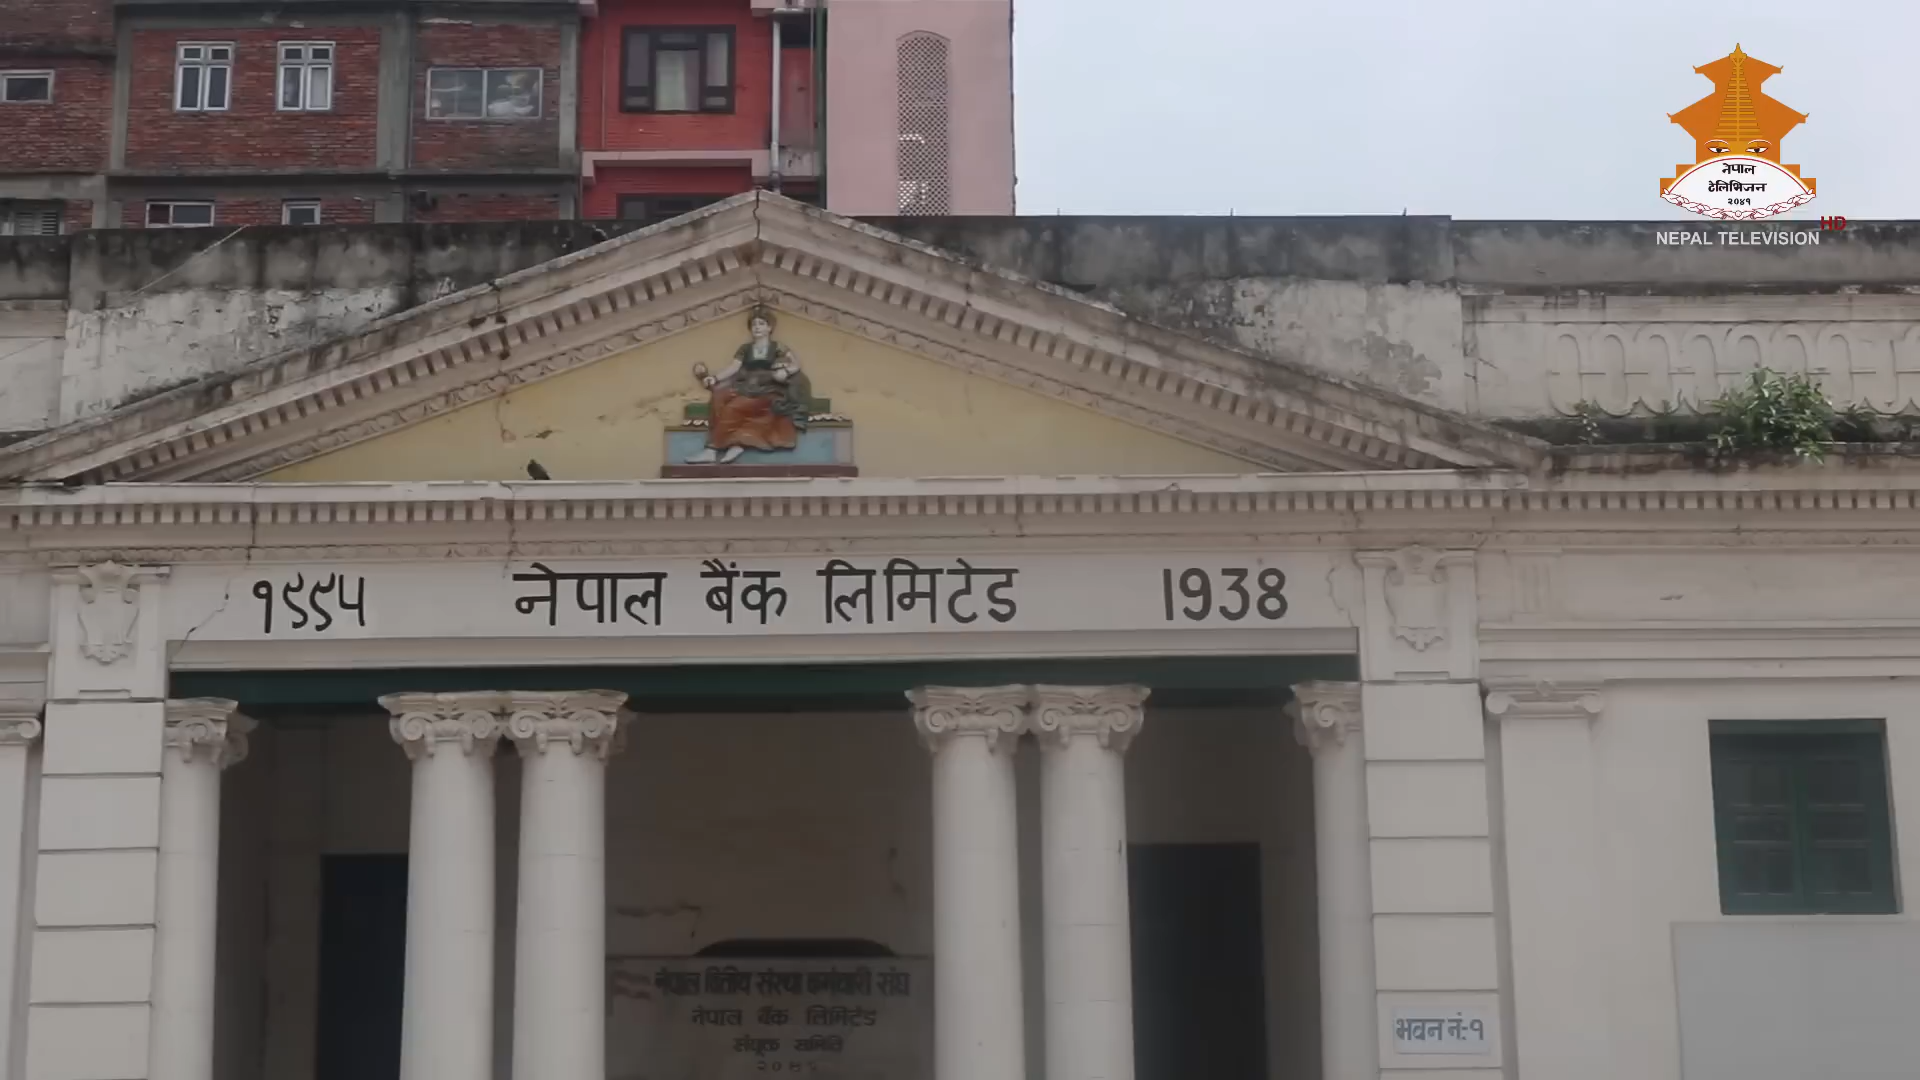 नेपाल
टेलिभिजन
२०४१
HD
NEPAL TELEVISION
१९९५ नेपाल बैंक लिमिटेड 1938
नेपाल वित्तीय संस्था कर्मचारी संघ
नेपाल बैंक लिमिटेड
संयुक्त समिति
भवन नं:-१